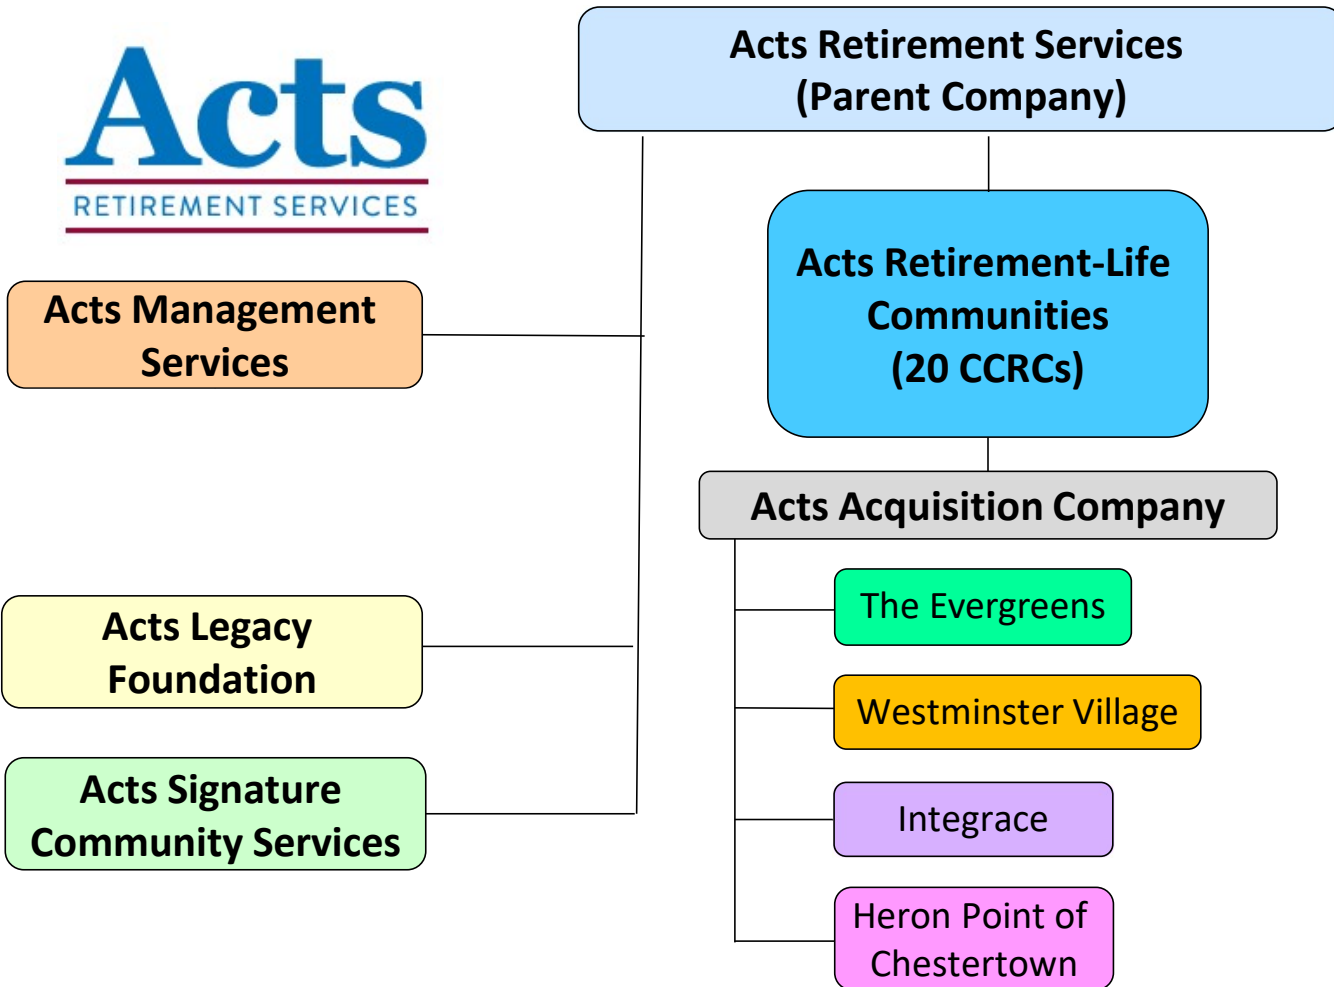 Acts
RETIREMENT SERVICES
Acts Retirement Services
(Parent Company)
Acts Retirement-Life
Communities
(20 CCRCs)
Acts Management
Services
Acts Acquisition Company
The Evergreens
Acts Legacy
Foundation
Westminster Village
Acts Signature
Community Services
Integrace
Heron Point of
Chestertown